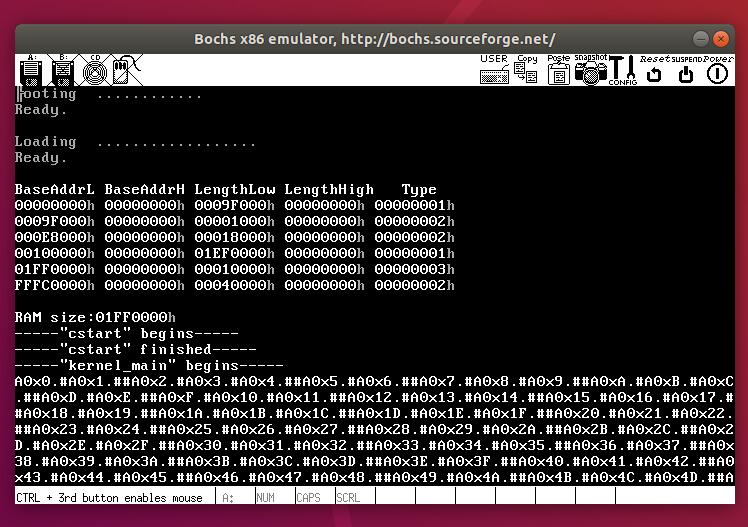 Bochs x86 emulator, http://bochs.sourceforge.net/
A: B: CD USER Copy Paste snapshot CONFIG Reset SUSPEND Power
ooting ............
Ready.
Loading ..................
Ready.
BaseAddrL BaseAddrH LengthLow LengthHigh Type
00000000h 00000000h 0009F000h 00000000h 00000001h
0009F000h 00000000h 00001000h 00000000h 00000002h
000E8000h 00000000h 00018000h 00000000h 00000002h
00100000h 00000000h 01EF0000h 00000000h 00000001h
01FF0000h 00000000h 00010000h 00000000h 00000003h
FFFC0000h 00000000h 00040000h 00000000h 00000002h
RAM size:01FF0000h
-----"cstart" begins-----
-----"cstart" finished-----
-----"kernel_main" begins-----
A0x0.#A0x1.##A0x2.#A0x3.#A0x4.##A0x5.#A0x6.##A0x7.#A0x8.#A0x9.##A0xA.#A0xB.#A0xC
.##A0xD.#A0xE.##A0xF.#A0x10.#A0x11.##A0x12.#A0x13.#A0x14.##A0x15.#A0x16.#A0x17.#
#A0x18.#A0x19.##A0x1A.#A0x1B.#A0x1C.##A0x1D.#A0x1E.#A0x1F.##A0x20.#A0x21.#A0x22.
##A0x23.#A0x24.##A0x25.#A0x26.#A0x27.##A0x28.#A0x29.#A0x2A.##A0x2B.#A0x2C.##A0x2
D.#A0x2E.#A0x2F.##A0x30.#A0x31.#A0x32.##A0x33.#A0x34.##A0x35.#A0x36.#A0x37.##A0x
38.#A0x39.#A0x3A.##A0x3B.#A0x3C.##A0x3D.##A0x3E.#A0x3F.##A0x40.#A0x41.#A0x42.##A0
x43.#A0x44.##A0x45.#A0x46.#A0x47.##A0x48.#A0x49.#A0x4A.##A0x4B.#A0x4C.#A0x4D.##A
CTRL + 3rd button enables mouse A: NUM CAPS SCRL